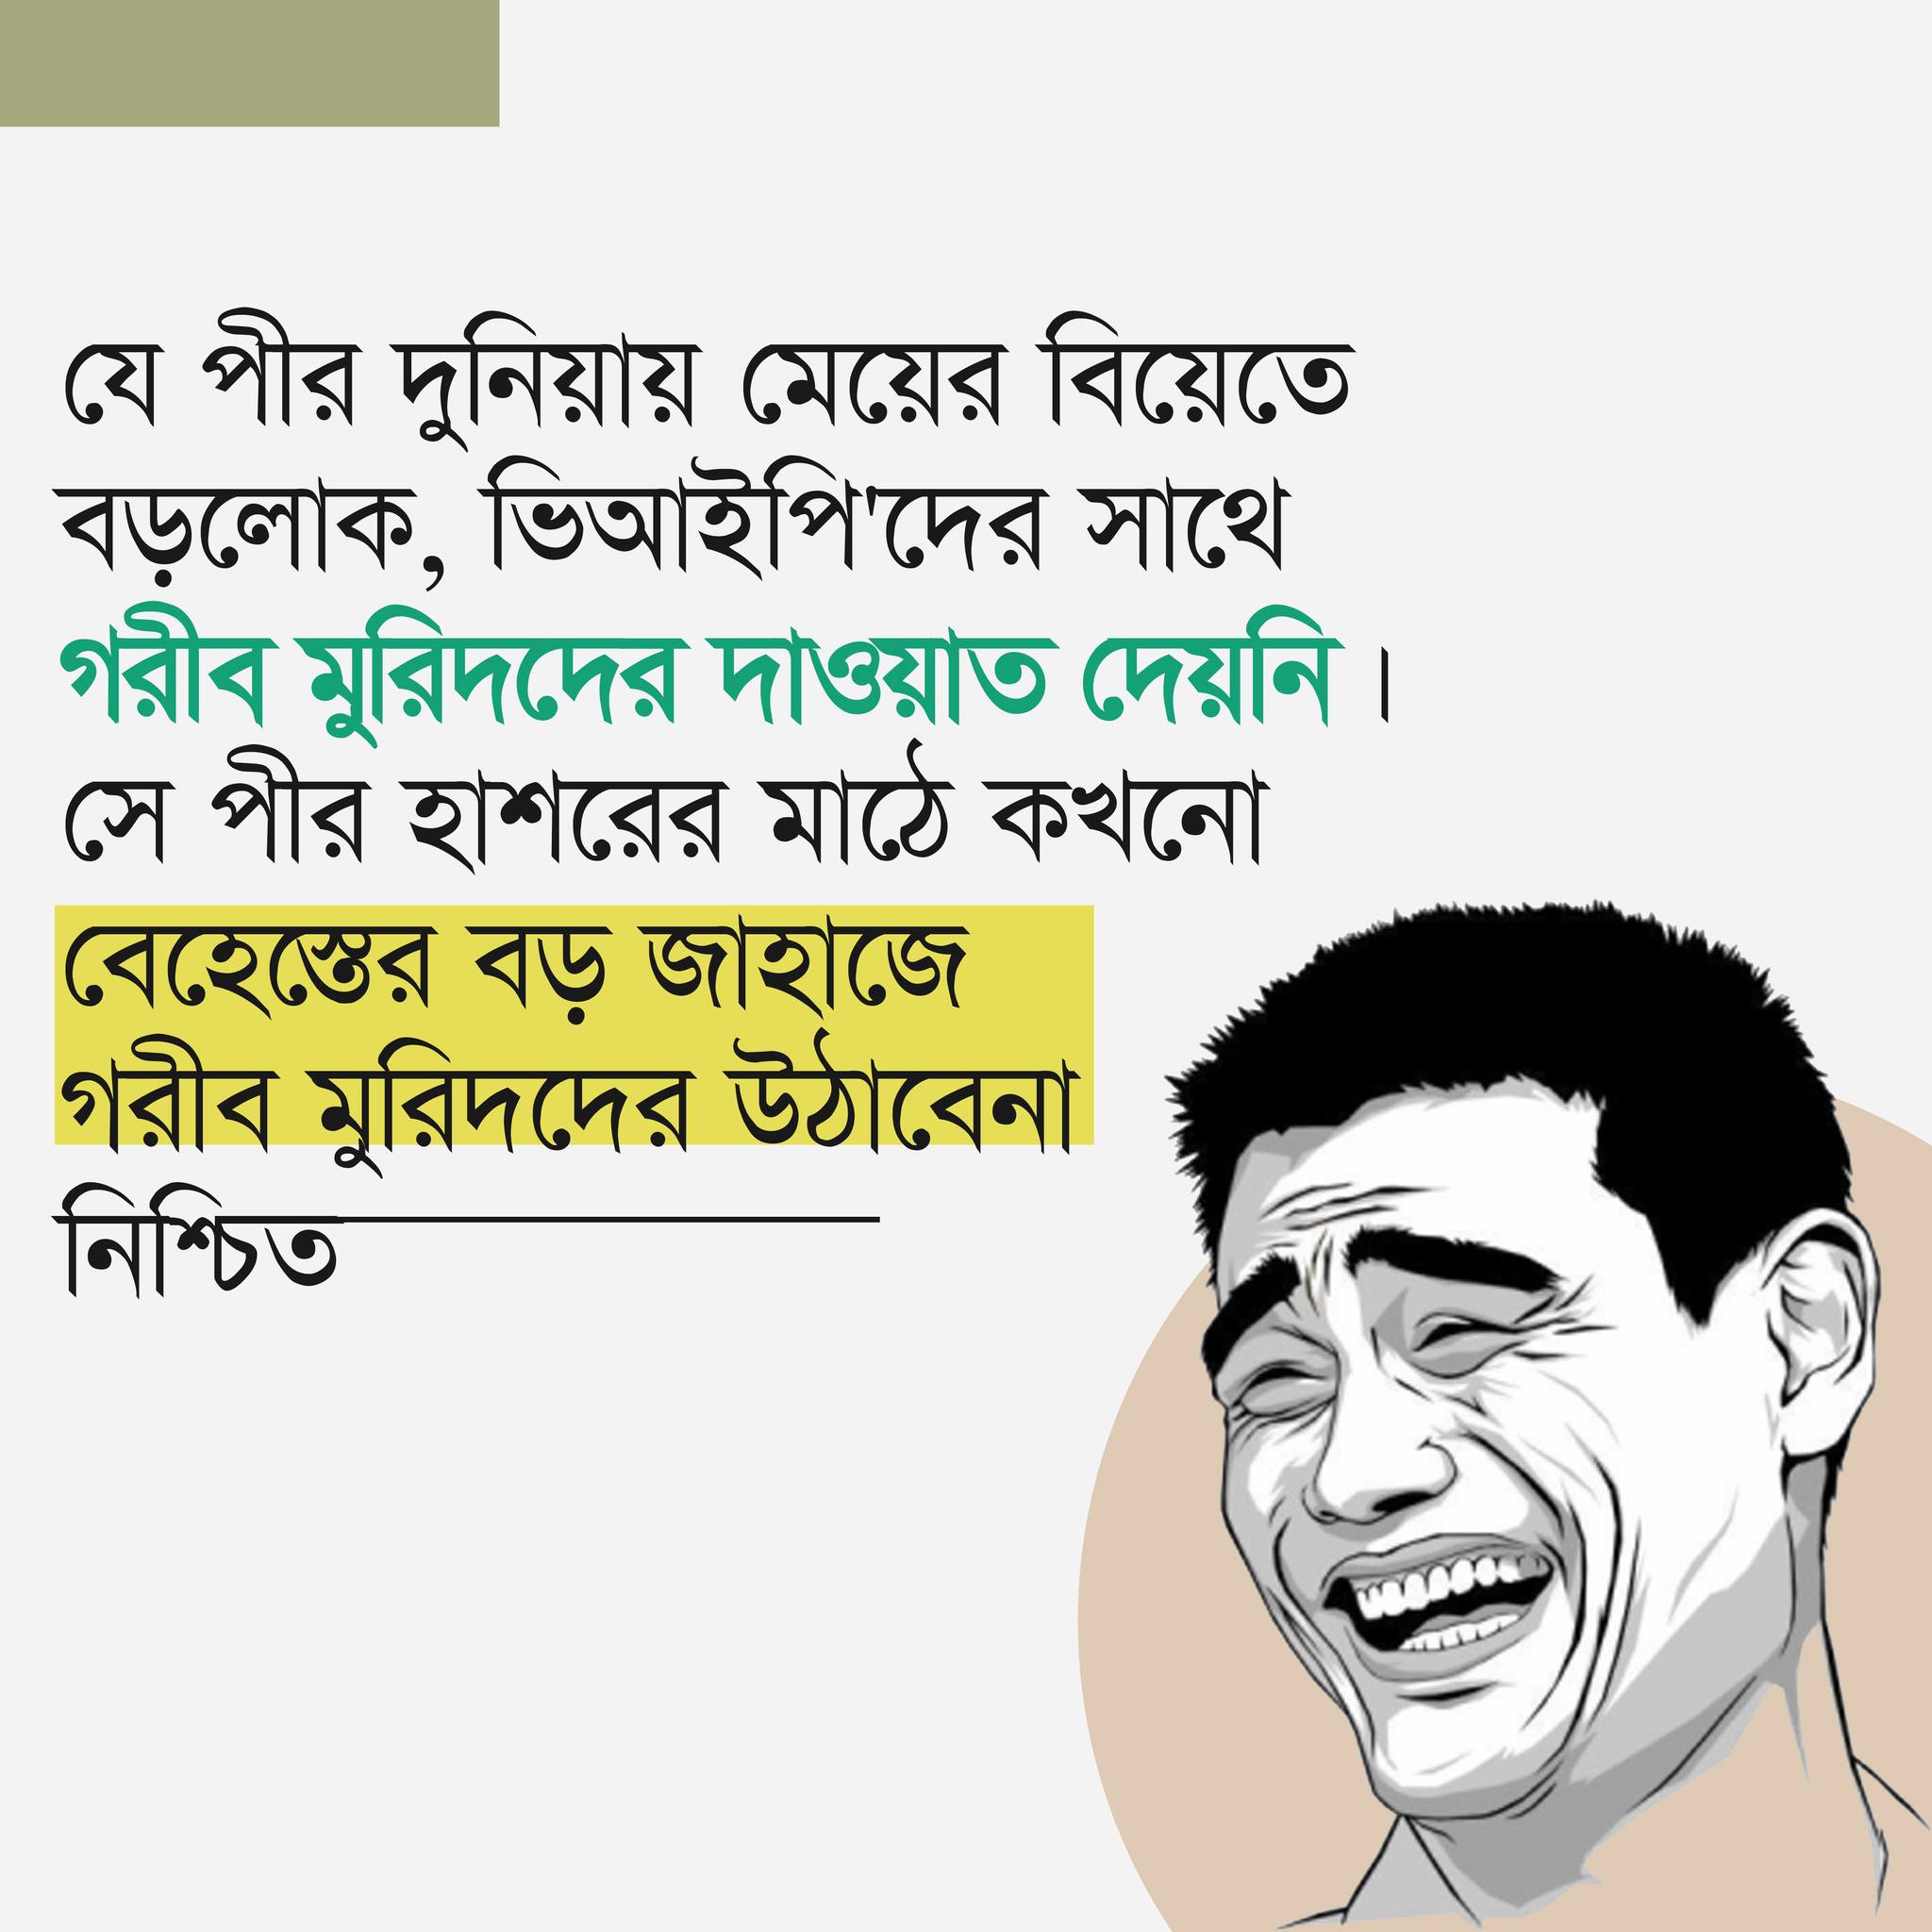 যে পীর দুনিয়ায় মেয়ের বিয়েতে
বড়লোক, ভিআইপি'দের সাথে
গরীব মুরিদদের দাওয়াত দেয়নি ।
সে পীর হাশরের মাঠে কখনো
বেহেস্তের বড় জাহাজে
গরীব মুরিদদের উঠাবেনা
নিশ্চিত